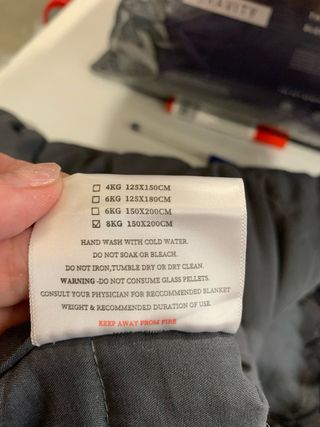 GRAVITY
☐ 4KG 125X150CM
☐ 6KG 125X180CM
☐ 6KG 150X200CM
☑ 8KG 150X200CM
HAND WASH WITH COLD WATER.
DO NOT SOAK OR BLEACH.
DO NOT IRON,TUMBLE DRY OR DRY CLEAN.
WARNING -DO NOT CONSUME GLASS PELLETS.
CONSULT YOUR PHYSICIAN FOR RECCOMMENDED BLANKET
WEIGHT & RECOMMENDED DURATION OF USE.
KEEP AWAY FROM FIRE